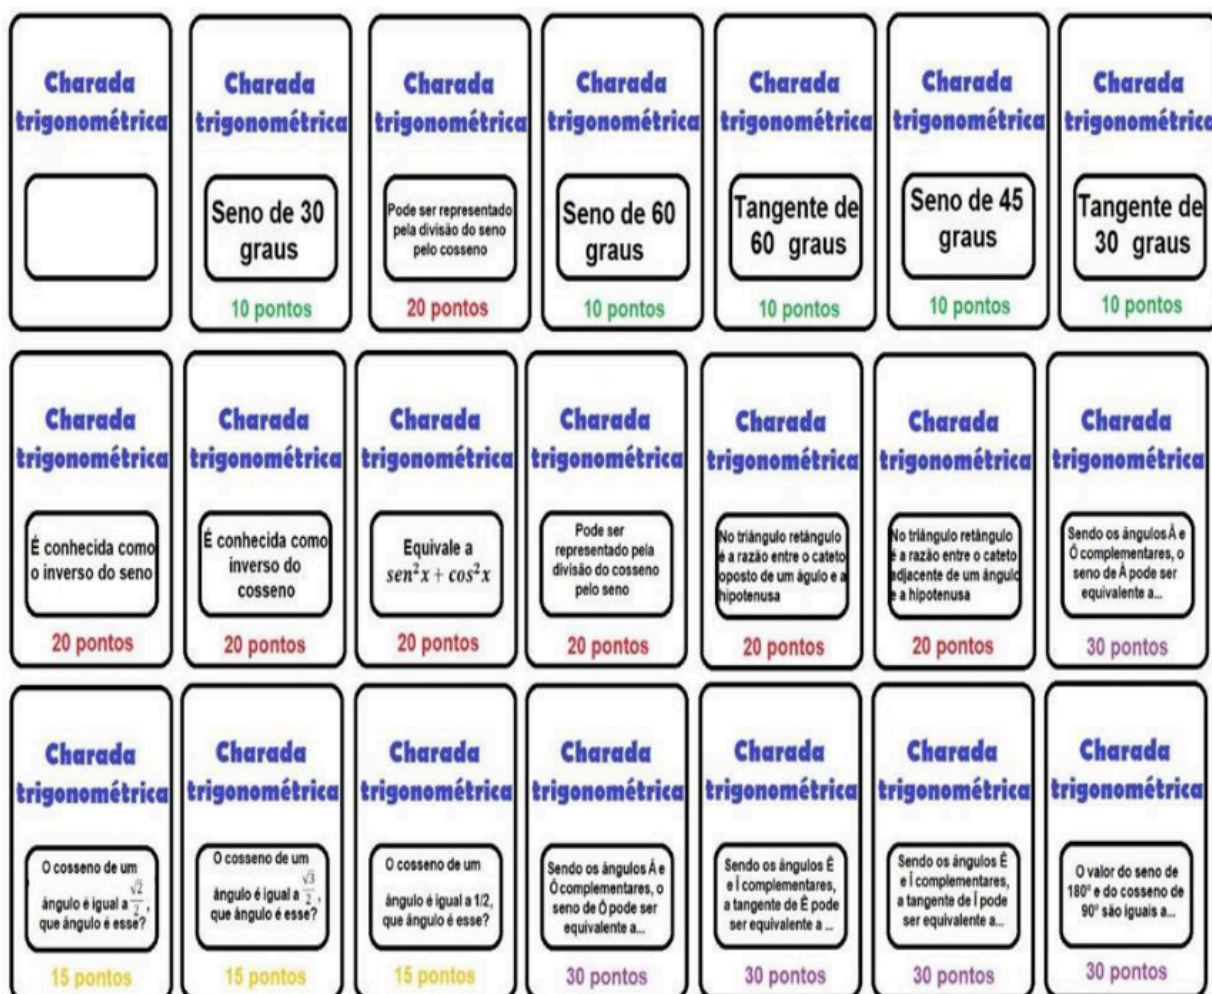 Charada
trigonométrica
Charada
trigonométrica
Seno de 30
graus
10 pontos
Charada
trigonométrica
Pode ser representado
pela divisão do seno
pelo cosseno
20 pontos
Charada
trigonométrica
Seno de 60
graus
10 pontos
Charada
trigonométrica
Tangente de
60 graus
10 pontos
Charada
trigonométrica
Seno de 45
graus
10 pontos
Charada
trigonométrica
Tangente de
30 graus
10 pontos
Charada
trigonométrica
É conhecida como
o inverso do seno
20 pontos
Charada
trigonométrica
É conhecida como
inverso do
cosseno
20 pontos
Charada
trigonométrica
Equivale a
sen²x + cos²x
20 pontos
Charada
trigonométrica
Pode ser
representado pela
divisão do cosseno
pelo seno
20 pontos
Charada
trigonométrica
No triângulo retângulo
é a razão entre o cateto
oposto de um águlo e a
hipotenusa
20 pontos
Charada
trigonométrica
No triângulo retângulo
é a razão entre o cateto
adjacente de um ângulo
e a hipotenusa
20 pontos
Charada
trigonométrica
Sendo os ângulos Â e
Ô complementares, o
seno de Â pode ser
equivalente a...
30 pontos
Charada
trigonométrica
O cosseno de um
ângulo é igual a √2/2,
que ângulo é esse?
15 pontos
Charada
trigonométrica
O cosseno de um
ângulo é igual a √3/2,
que ângulo é esse?
15 pontos
Charada
trigonométrica
O cosseno de um
ângulo é igual a 1/2,
que ângulo é esse?
15 pontos
Charada
trigonométrica
Sendo os ângulos Â e
Ô complementares, o
seno de Ô pode ser
equivalente a...
30 pontos
Charada
trigonométrica
Sendo os ângulos Ê
e Î complementares,
a tangente de Ê pode
ser equivalente a ...
30 pontos
Charada
trigonométrica
Sendo os ângulos Ê
e Î complementares,
a tangente de Î pode
ser equivalente a...
30 pontos
Charada
trigonométrica
O valor do seno de
180º e do cosseno de
90º são iguais a...
30 pontos